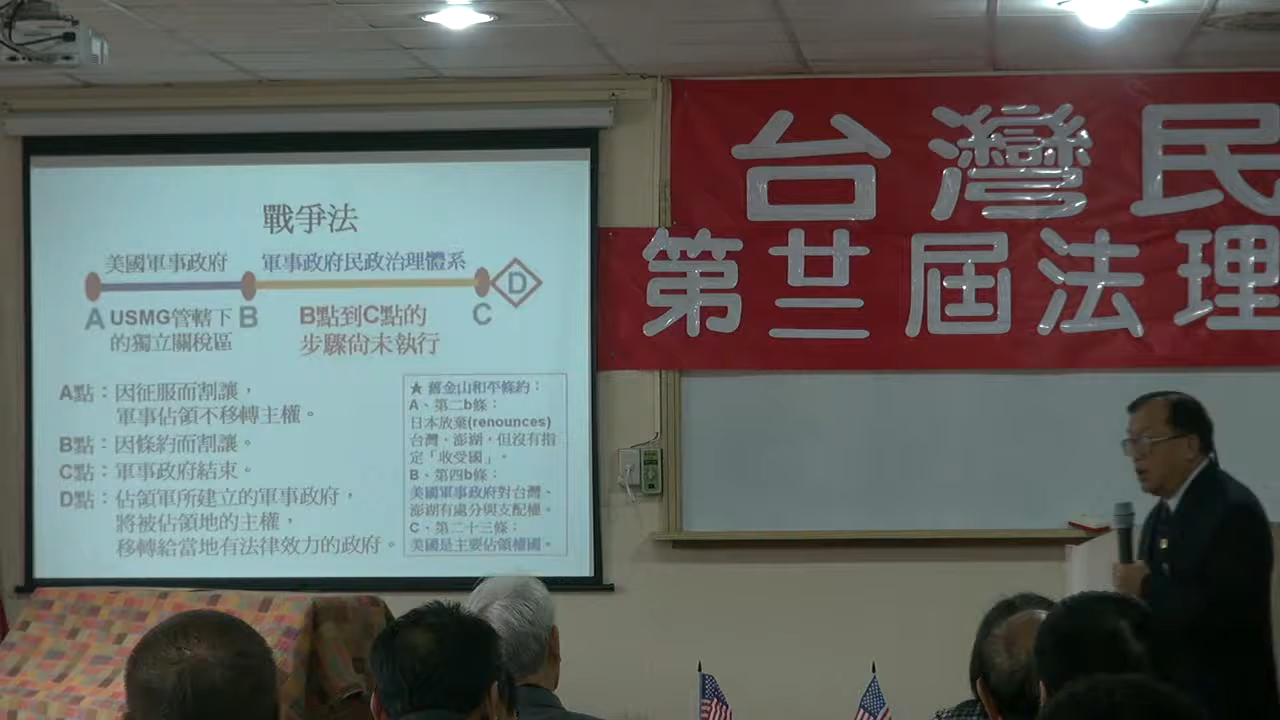 戰爭法
美國軍事政府 軍事政府民政治理體系
A B C D
USMG管轄下
的獨立關稅區
B點到C點的
步驟尚未執行
A點：因征服而割讓，
軍事佔領不移轉主權。
B點：因條約而割讓。
C點：軍事政府結束。
D點：佔領軍所建立的軍事政府，
將被佔領地的主權，
移轉給當地有法律效力的政府。
★ 舊金山和平條約：
A、第二b條：
日本放棄(renounces)
台灣、澎湖，但沒有指
定「收受國」。
B、第四b條：
美國軍事政府對台灣、
澎湖有處分與支配權。
C、第二十三條：
美國是主要佔領權國。
台灣民
第廿二屆法理